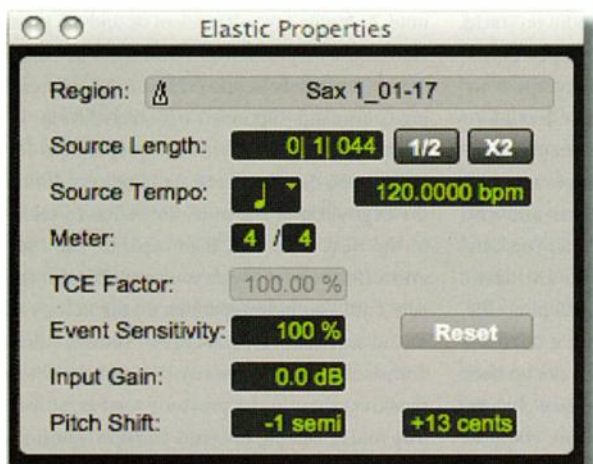 Elastic Properties
Region: Sax 1_01-17
Source Length: 0| 1| 044 1/2 X2
Source Tempo: 120.0000 bpm
Meter: 4 / 4
TCE Factor: 100.00 %
Event Sensitivity: 100 % Reset
Input Gain: 0.0 dB
Pitch Shift: -1 semi +13 cents